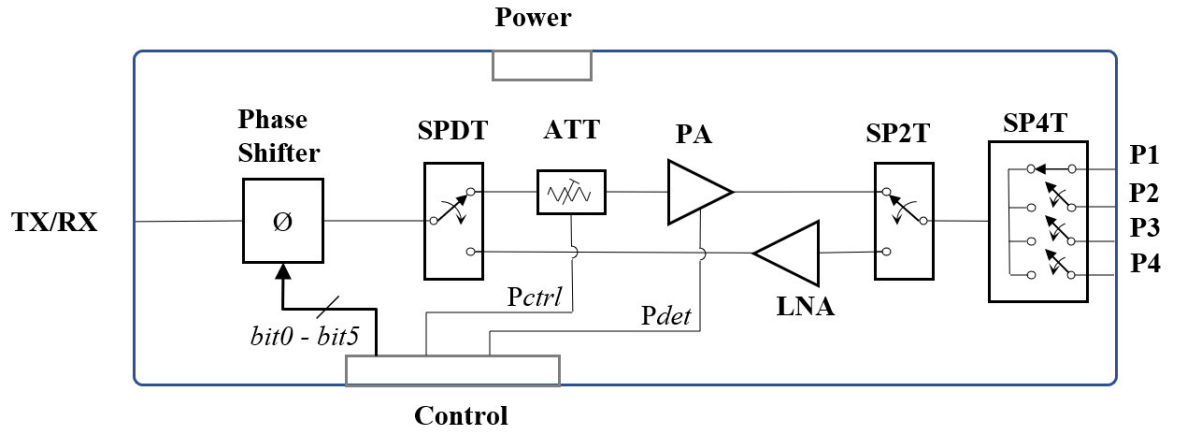 Power
Phase
Shifter
SPDT
ATT
PA
SP2T
SP4T
P1
P2
P3
P4
TX/RX
Ø
Pctrl
Pdet
LNA
bit0 - bit5
Control